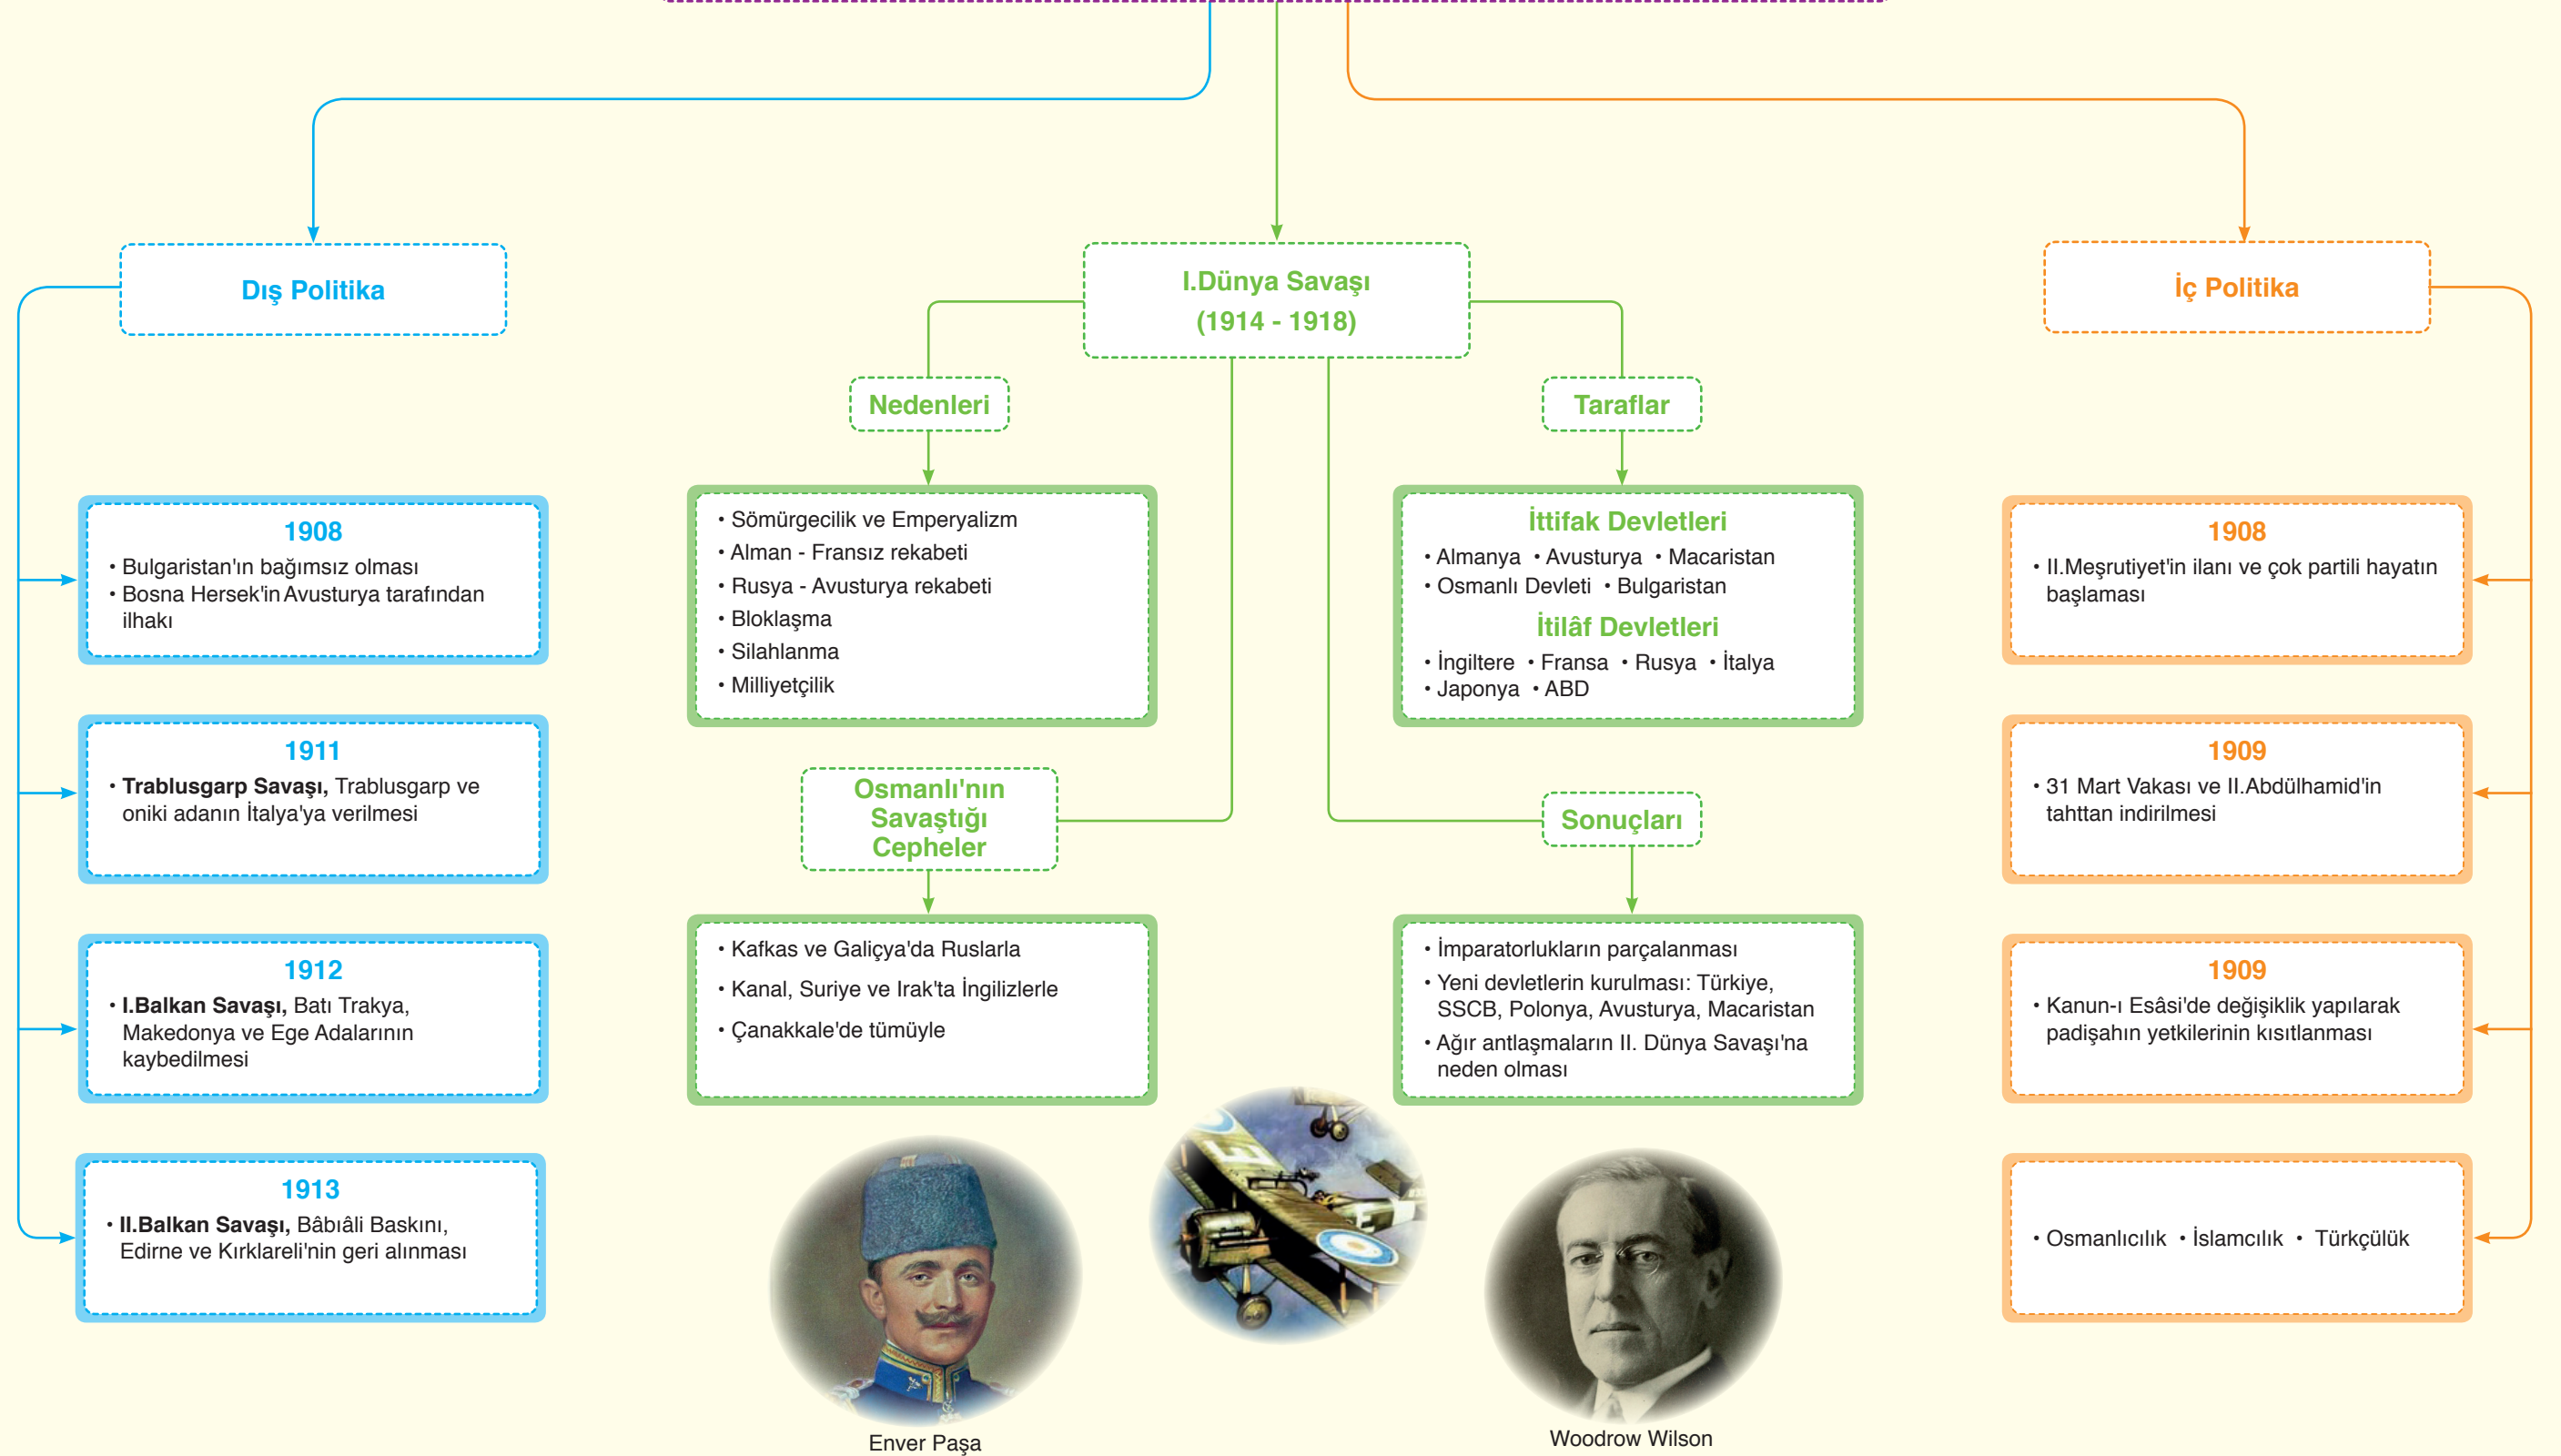 Dış Politika
1908
• Bulgaristan'ın bağımsız olması
• Bosna Hersek'in Avusturya tarafından
ilhakı
1911
• Trablusgarp Savaşı, Trablusgarp ve
oniki adanın İtalya'ya verilmesi
1912
• I.Balkan Savaşı, Batı Trakya,
Makedonya ve Ege Adalarının
kaybedilmesi
1913
• II.Balkan Savaşı, Bâbıâli Baskını,
Edirne ve Kırklareli'nin geri alınması
I.Dünya Savaşı
(1914 - 1918)
Nedenleri
• Sömürgecilik ve Emperyalizm
• Alman - Fransız rekabeti
• Rusya - Avusturya rekabeti
• Bloklaşma
• Silahlanma
• Milliyetçilik
Taraflar
İttifak Devletleri
• Almanya • Avusturya • Macaristan
• Osmanlı Devleti • Bulgaristan
İtilâf Devletleri
• İngiltere • Fransa • Rusya • İtalya
• Japonya • ABD
Osmanlı'nın
Savaştığı
Cepheler
• Kafkas ve Galiçya'da Ruslarla
• Kanal, Suriye ve Irak'ta İngilizlerle
• Çanakkale'de tümüyle
Sonuçları
• İmparatorlukların parçalanması
• Yeni devletlerin kurulması: Türkiye,
SSCB, Polonya, Avusturya, Macaristan
• Ağır antlaşmaların II. Dünya Savaşı'na
neden olması
Enver Paşa
E
E
Woodrow Wilson
İç Politika
1908
• II.Meşrutiyet'in ilanı ve çok partili hayatın
başlaması
1909
• 31 Mart Vakası ve II.Abdülhamid'in
tahttan indirilmesi
1909
• Kanun-ı Esâsi'de değişiklik yapılarak
padişahın yetkilerinin kısıtlanması
• Osmanlıcılık • İslamcılık • Türkçülük